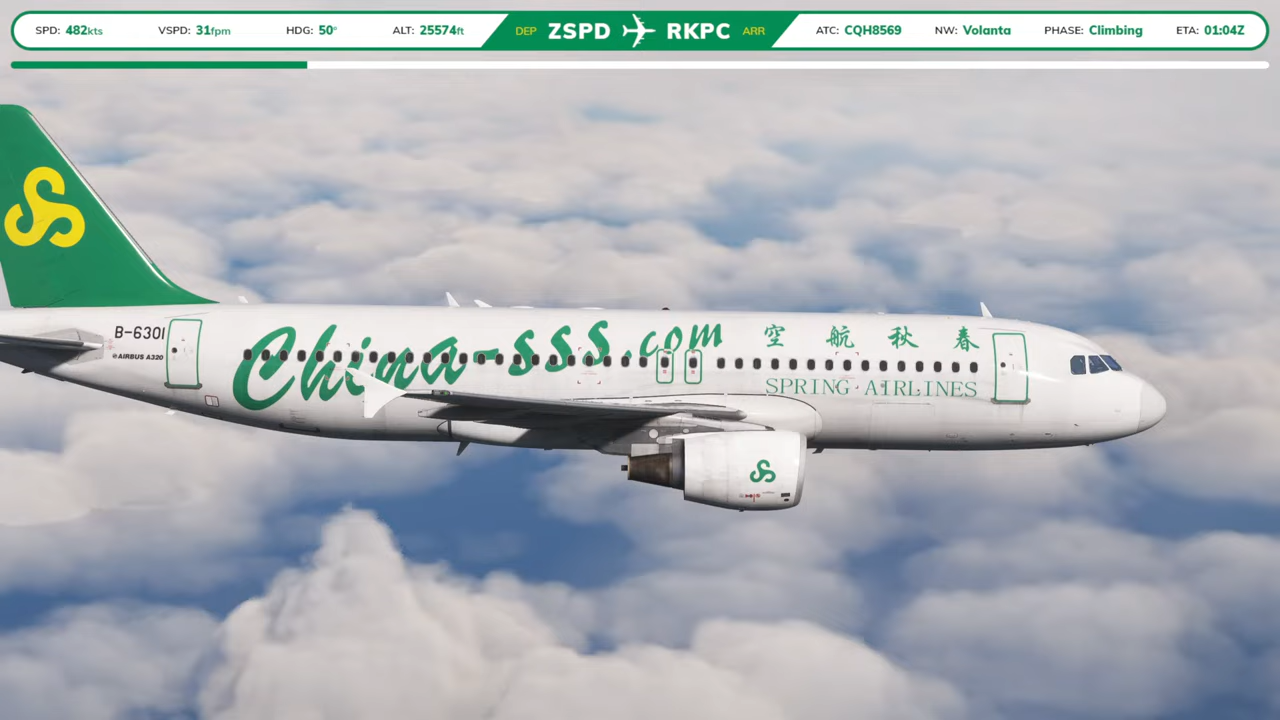 SPD: 482kts VSPD: 31fpm HDG: 50° ALT: 25574ft DEP ZSPD RKPC ARR ATC: CQH8569 NW: Volanta PHASE: Climbing ETA: 01:04Z
B-6301
AIRBUS A320
China-sss.com
空航秋春
SPRING AIRLINES